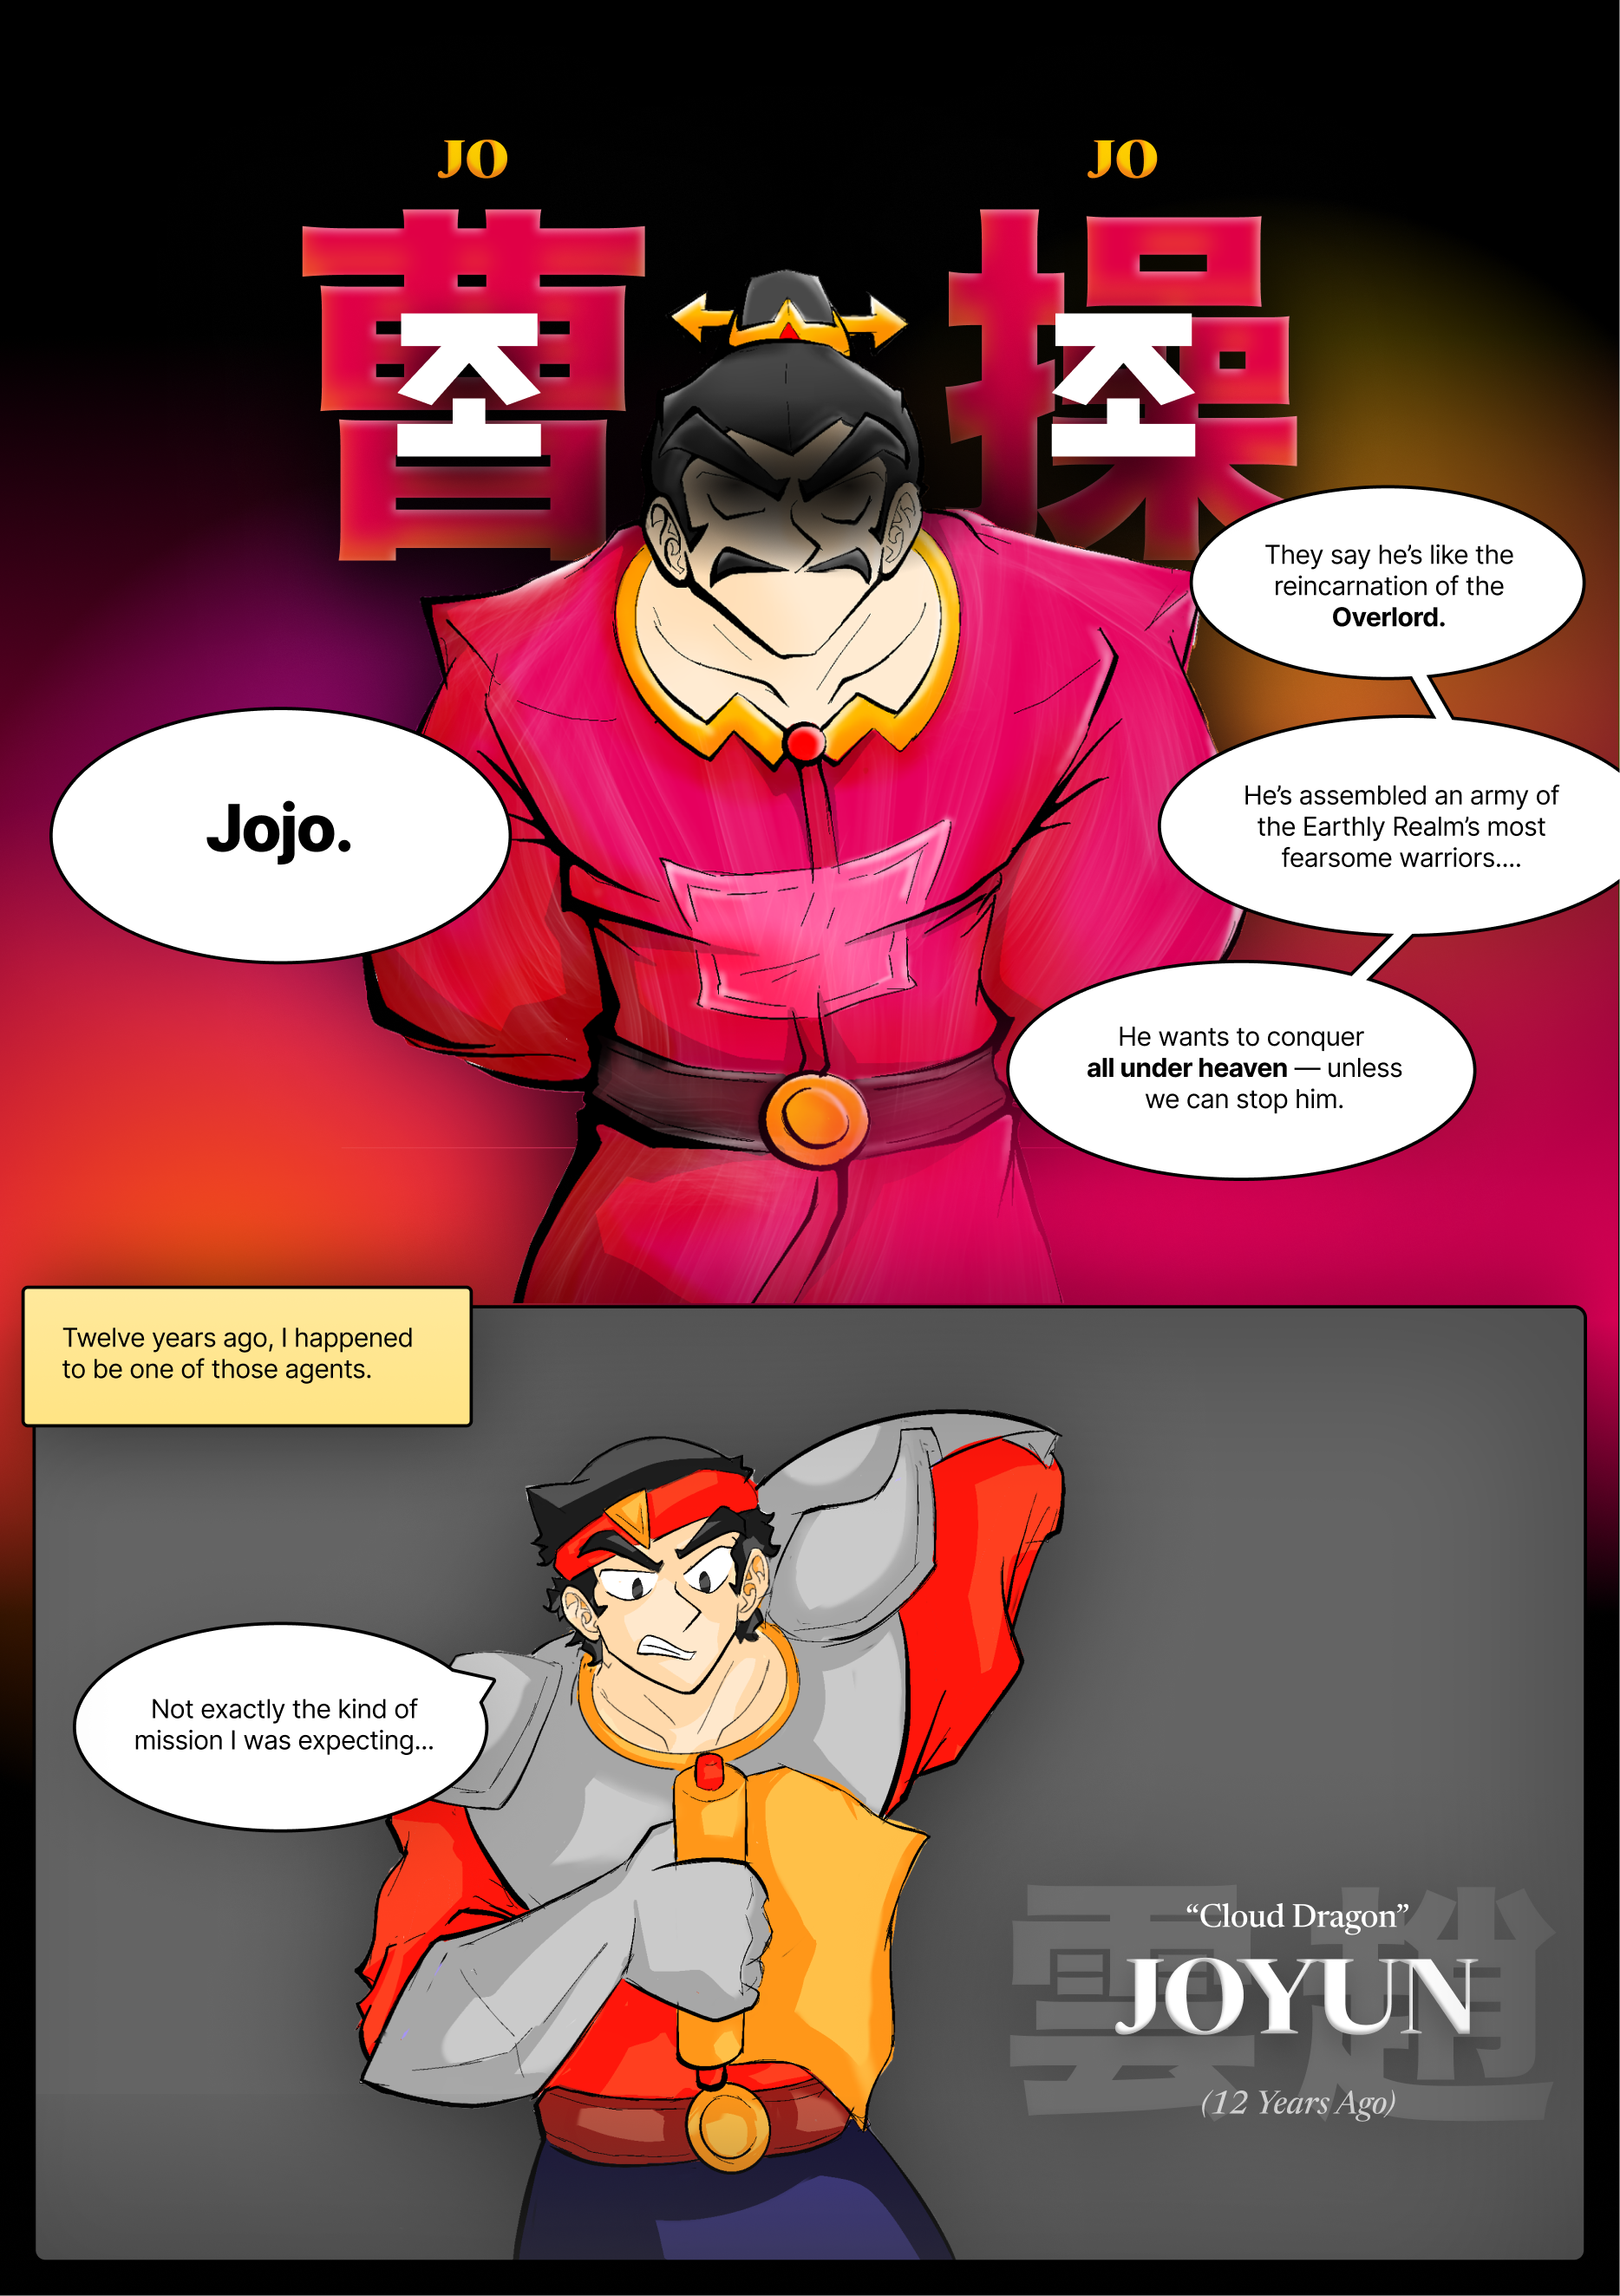 JO JO
曹 操
조 조
Jojo.
They say he’s like the
reincarnation of the
Overlord.
He’s assembled an army of
the Earthly Realm’s most
fearsome warriors....
He wants to conquer
all under heaven — unless
we can stop him.
Twelve years ago, I happened
to be one of those agents.
Not exactly the kind of
mission I was expecting...
雲趙
“Cloud Dragon”
JOYUN
(12 Years Ago)